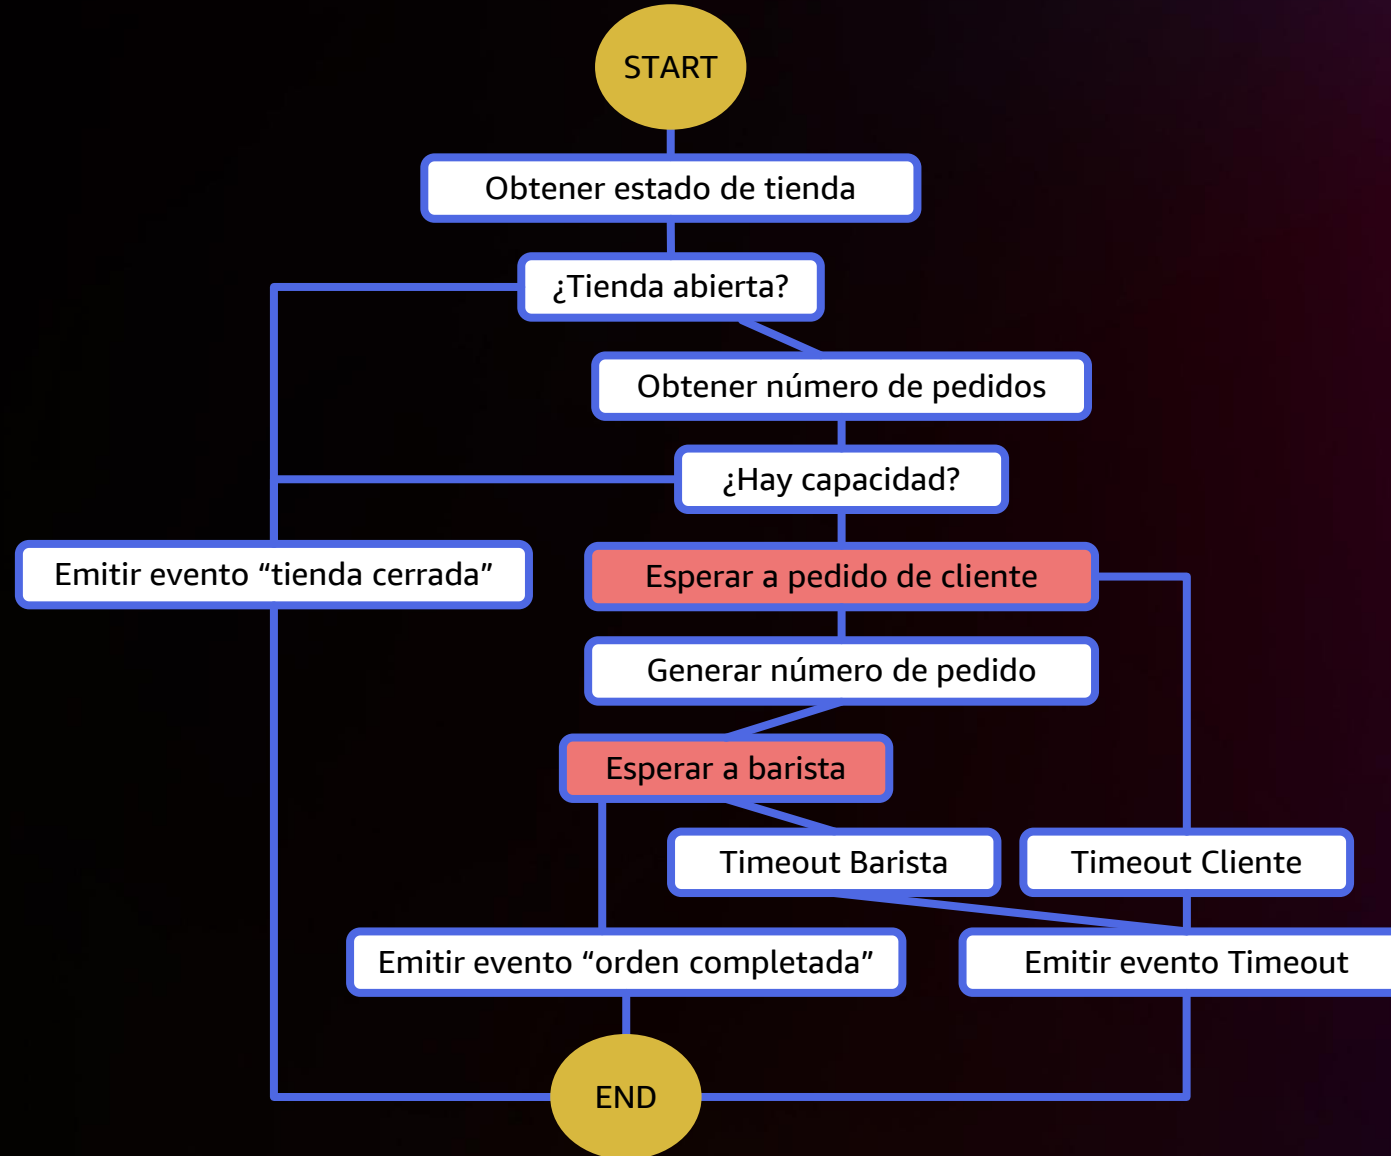 START
Obtener estado de tienda
¿Tienda abierta?
Obtener número de pedidos
¿Hay capacidad?
Emitir evento “tienda cerrada”
Esperar a pedido de cliente
Generar número de pedido
Esperar a barista
Timeout Barista
Timeout Cliente
Emitir evento “orden completada”
Emitir evento Timeout
END